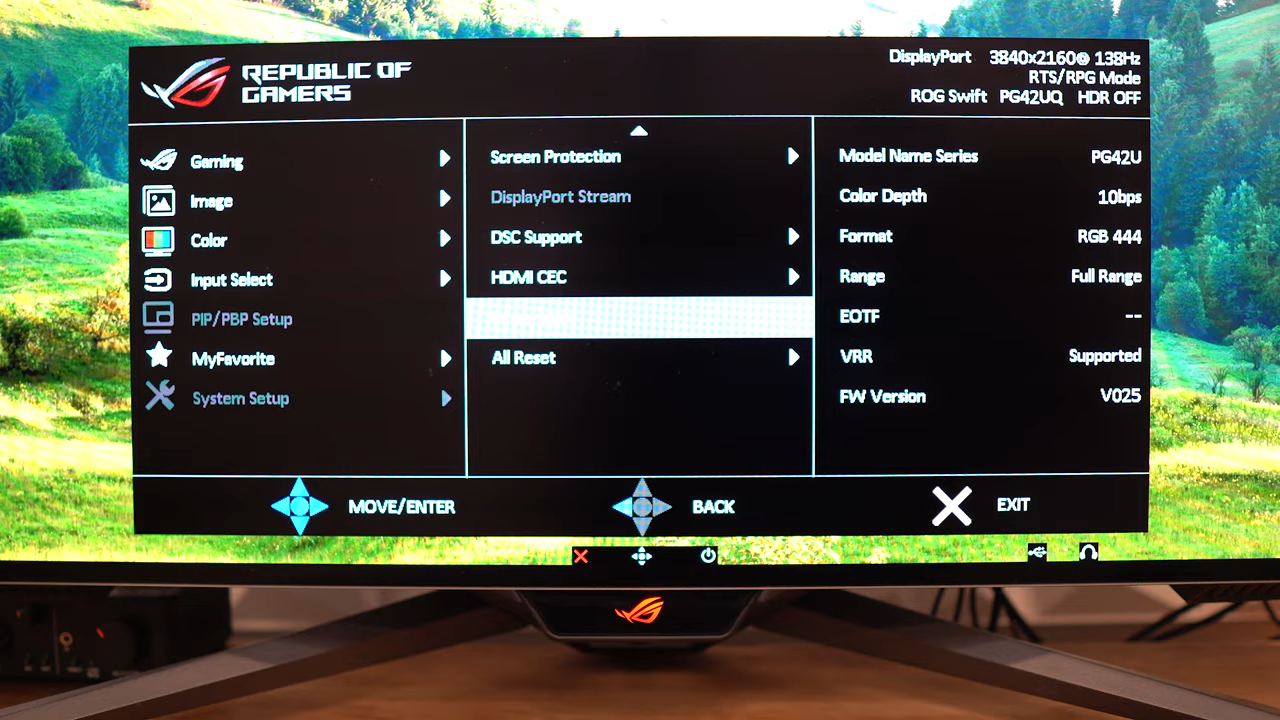 REPUBLIC OF
GAMERS
DisplayPort 3840x2160@ 138Hz
RTS/RPG Mode
ROG Swift PG42UQ HDR OFF
Gaming
Image
Color
Input Select
PIP/PBP Setup
MyFavorite
System Setup
Screen Protection
DisplayPort Stream
DSC Support
HDMI CEC
All Reset
Model Name Series PG42U
Color Depth 10bps
Format RGB 444
Range Full Range
EOTF --
VRR Supported
FW Version V025
MOVE/ENTER
BACK
EXIT